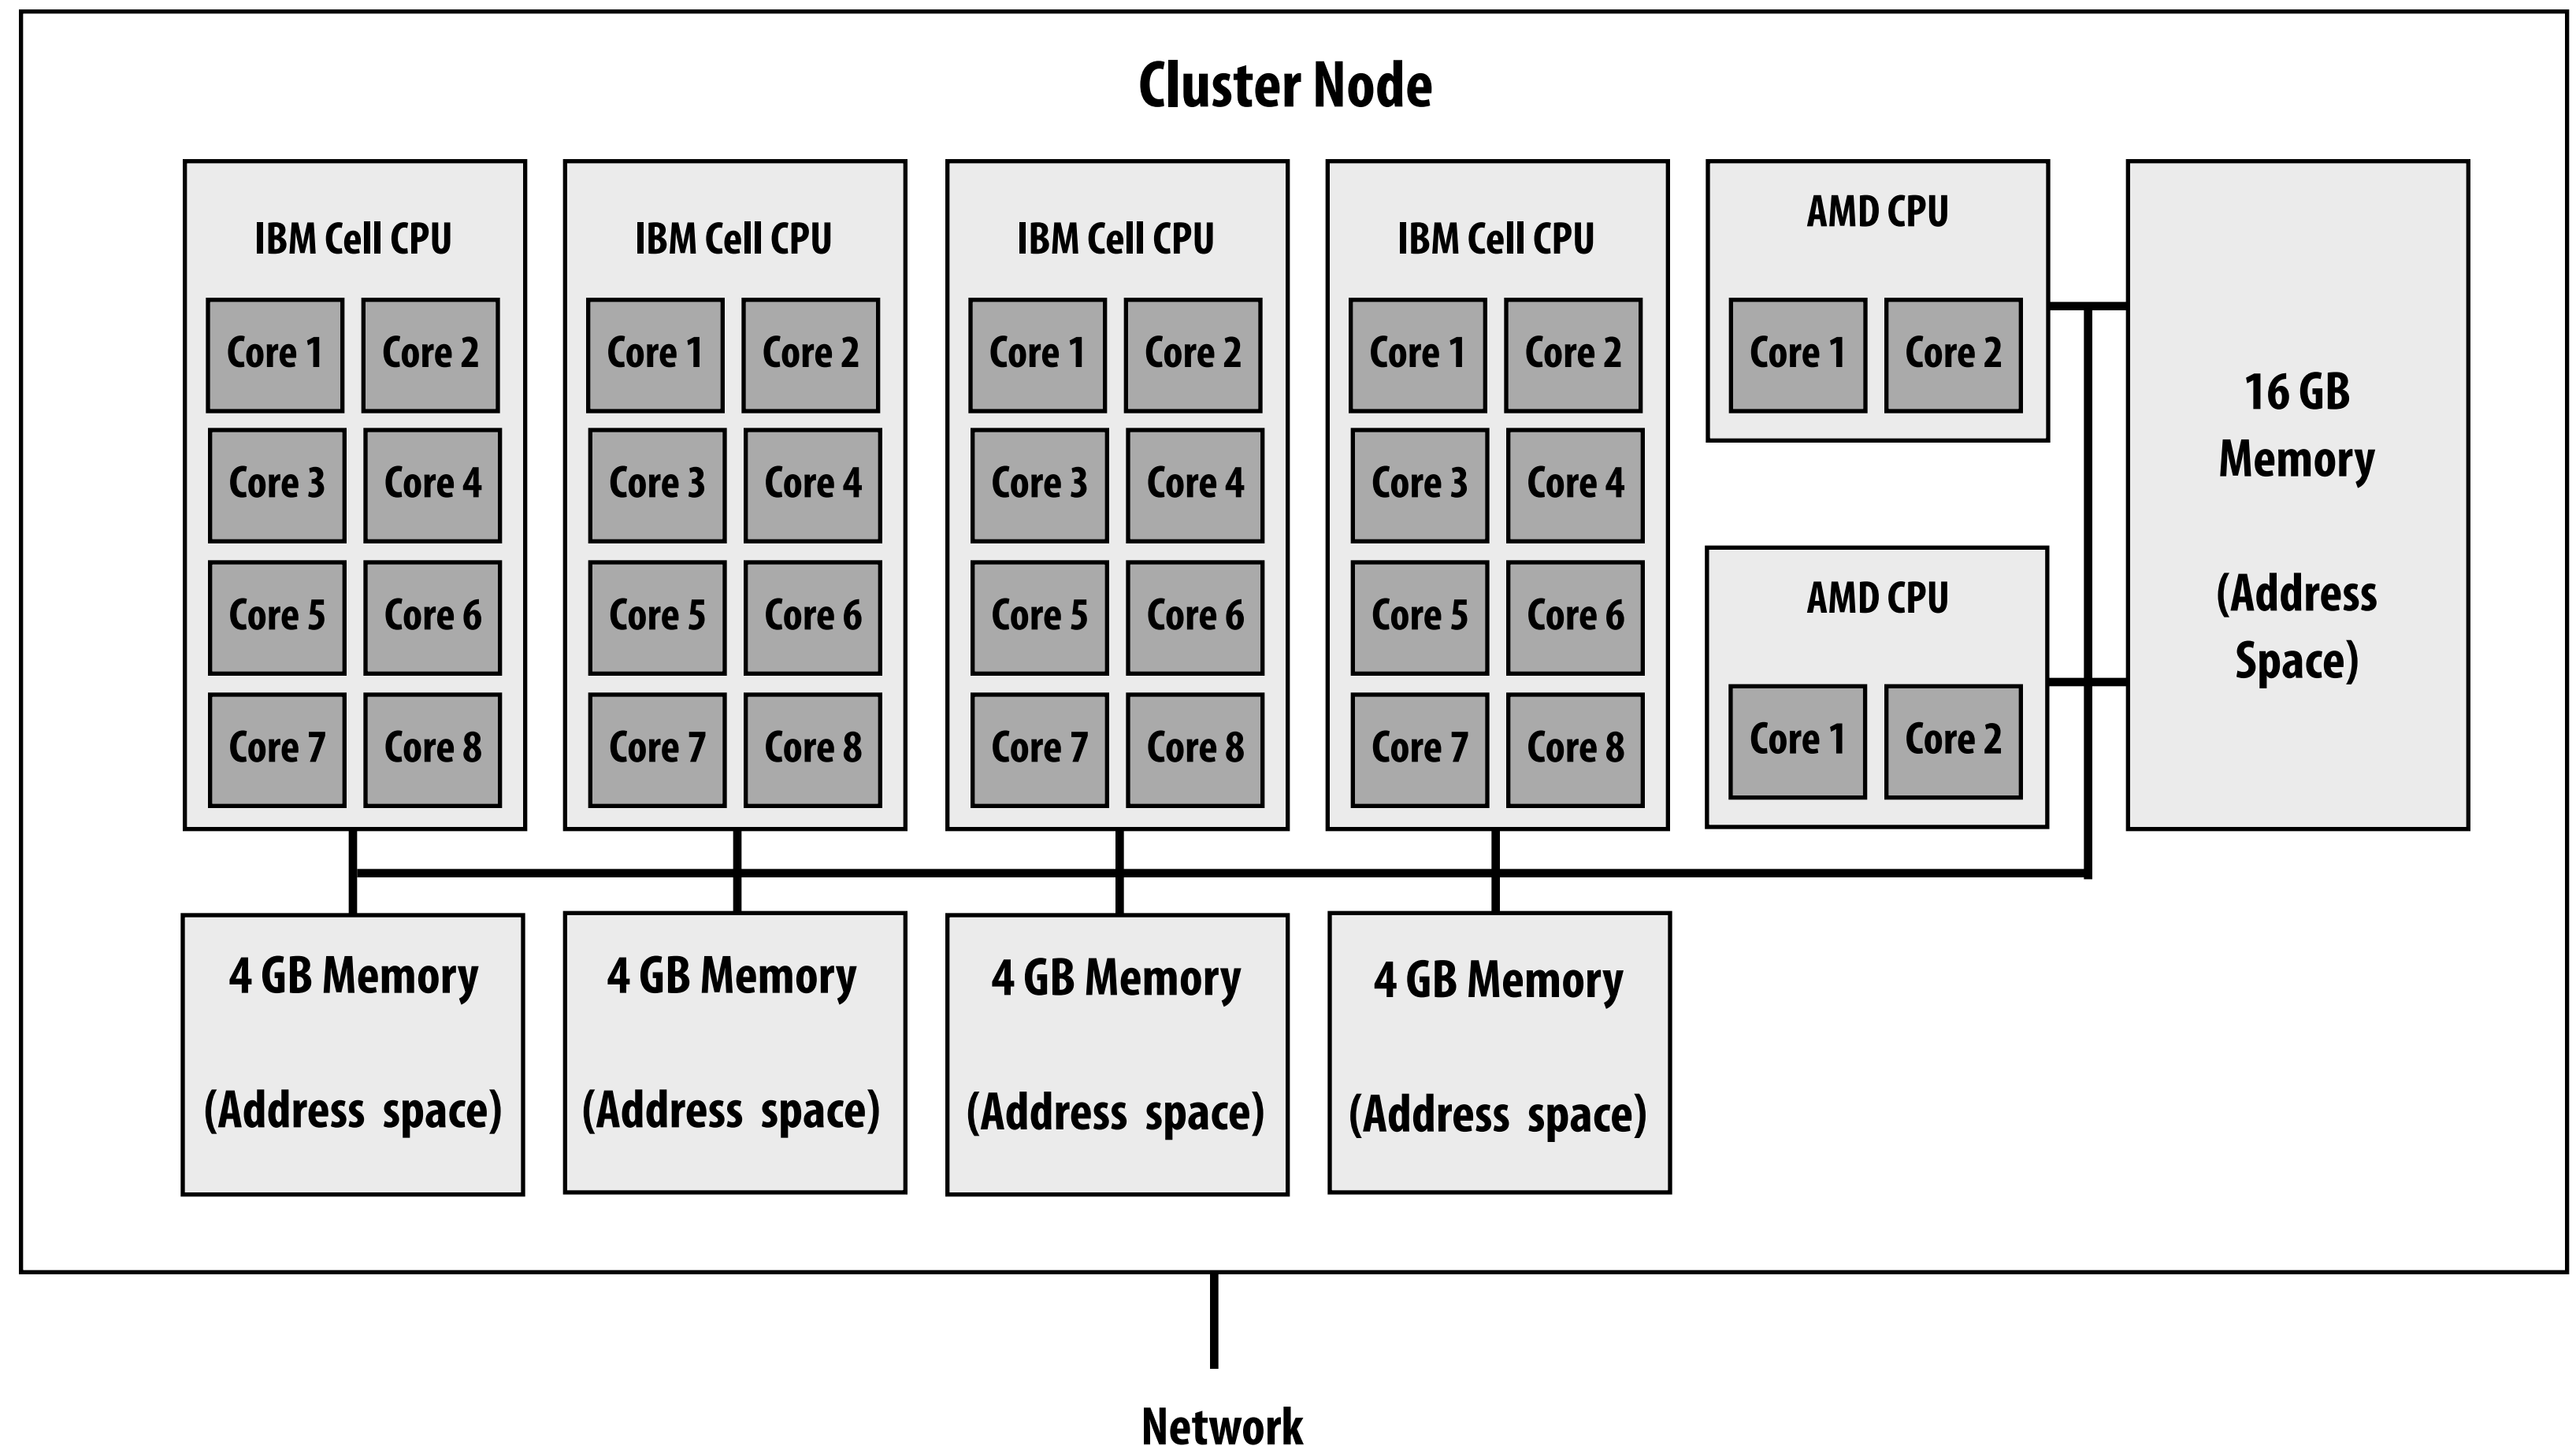 Cluster Node
IBM Cell CPU
Core 1 Core 2
Core 3 Core 4
Core 5 Core 6
Core 7 Core 8
IBM Cell CPU
Core 1 Core 2
Core 3 Core 4
Core 5 Core 6
Core 7 Core 8
IBM Cell CPU
Core 1 Core 2
Core 3 Core 4
Core 5 Core 6
Core 7 Core 8
IBM Cell CPU
Core 1 Core 2
Core 3 Core 4
Core 5 Core 6
Core 7 Core 8
AMD CPU
Core 1 Core 2
AMD CPU
Core 1 Core 2
16 GB
Memory
(Address
Space)
4 GB Memory
(Address space)
4 GB Memory
(Address space)
4 GB Memory
(Address space)
4 GB Memory
(Address space)
Network